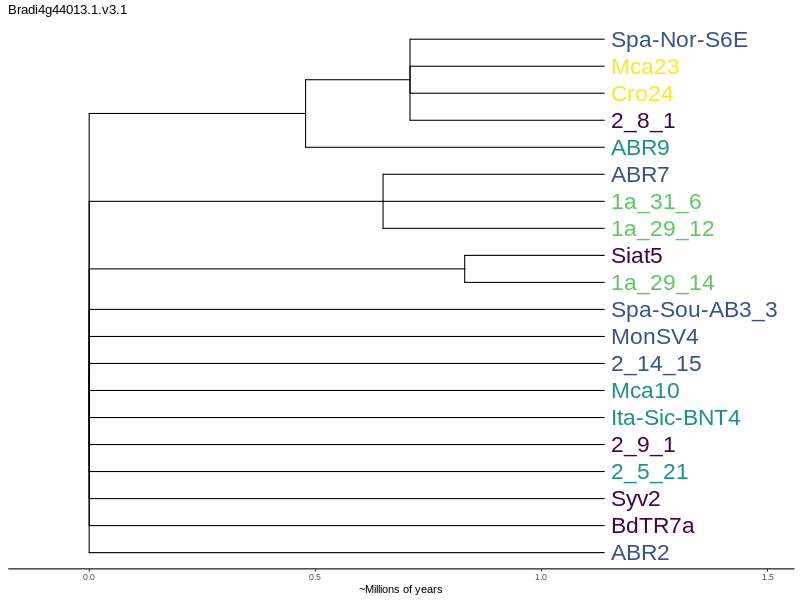 Bradi4g44013.1.v3.1
Spa-Nor-S6E
Mca23
Cro24
2_8_1
ABR9
ABR7
1a_31_6
1a_29_12
Siat5
1a_29_14
Spa-Sou-AB3_3
MonSV4
2_14_15
Mca10
Ita-Sic-BNT4
2_9_1
2_5_21
Syv2
BdTR7a
ABR2
0.0 0.5 1.0 1.5
~Millions of years